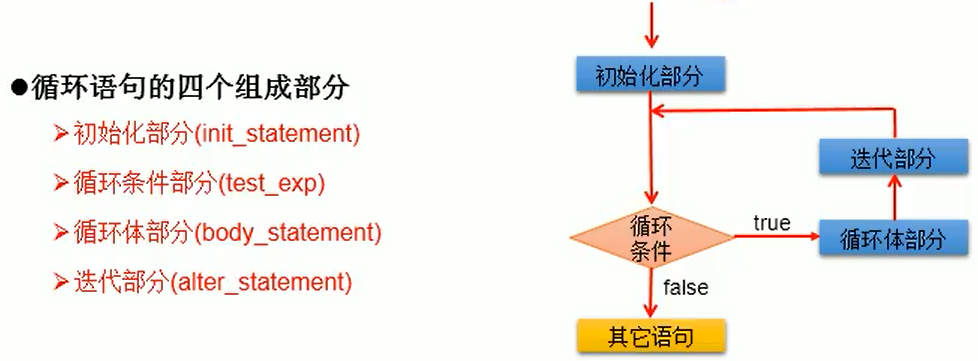 ●循环语句的四个组成部分
➢初始化部分(init_statement)
➢循环条件部分(test_exp)
➢循环体部分(body_statement)
➢迭代部分(alter_statement)
初始化部分
迭代部分
循环
条件
true
循环体部分
false
其它语句